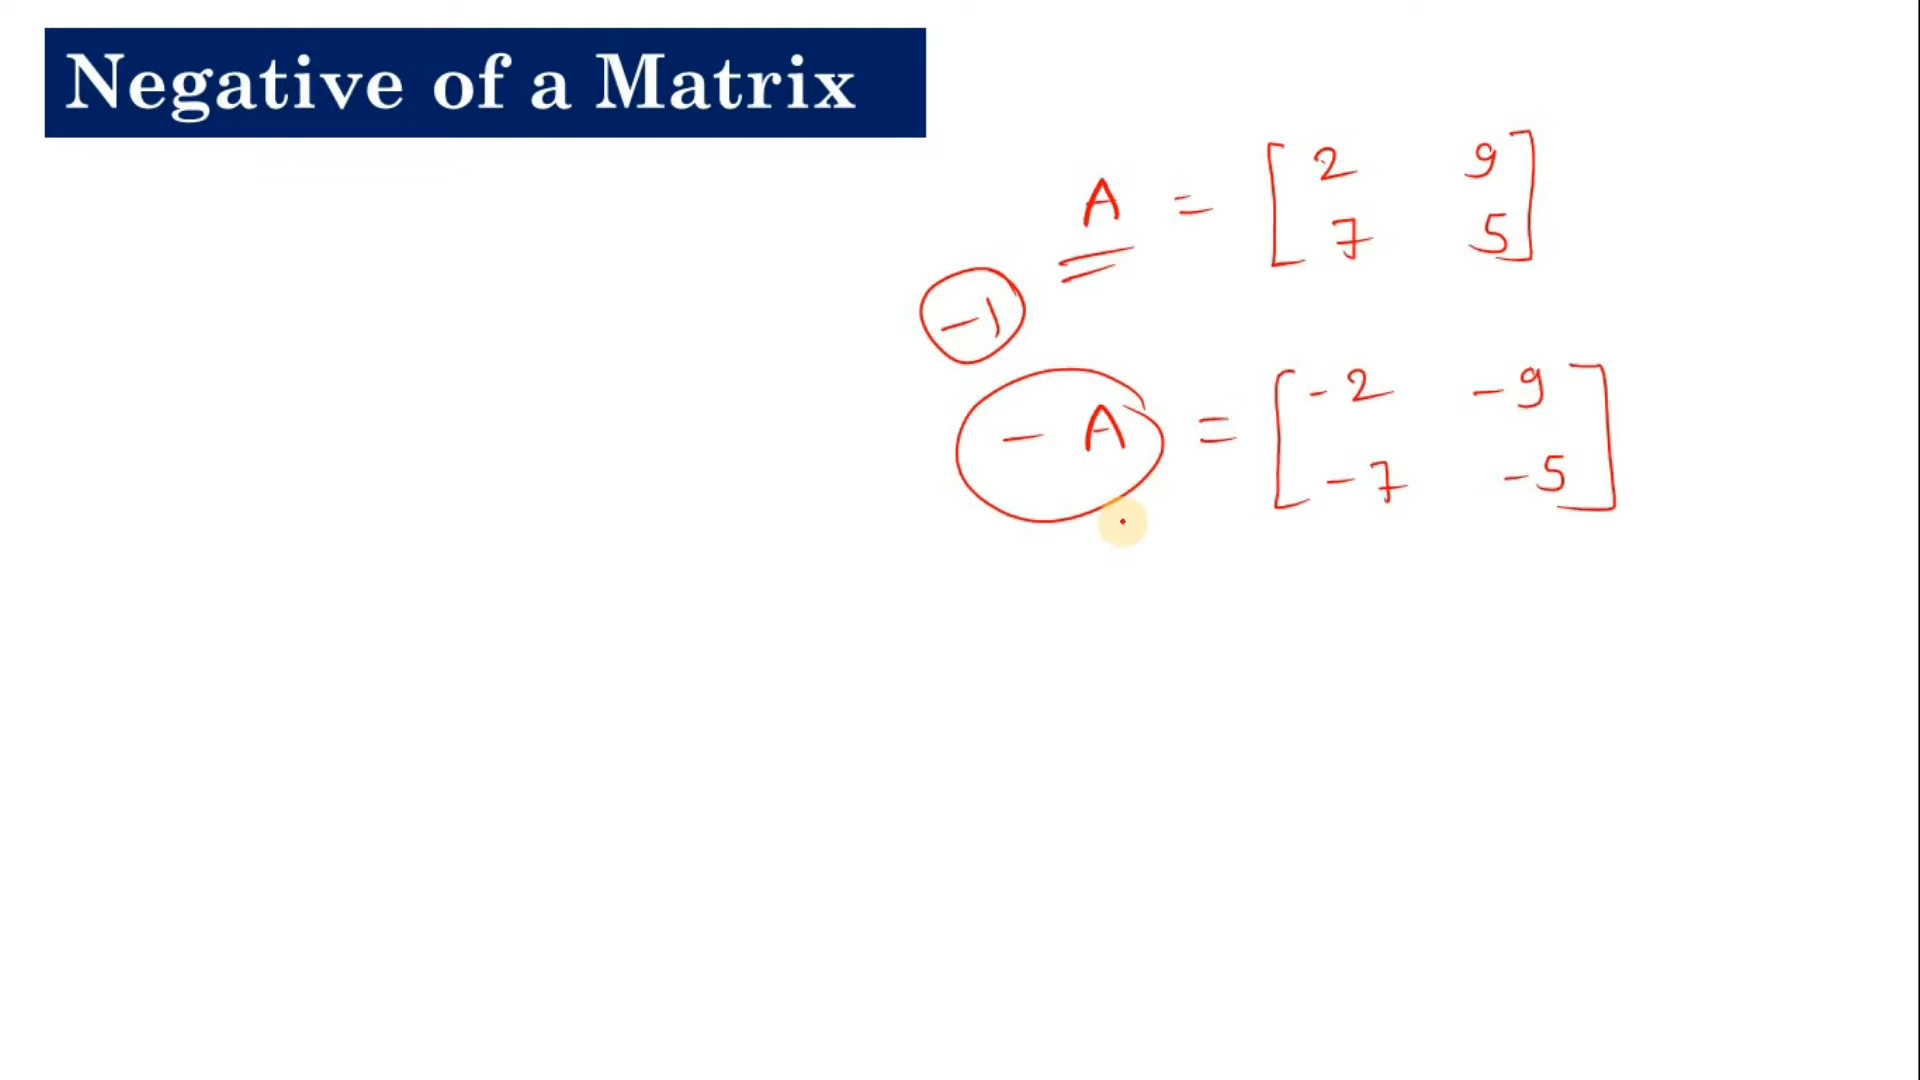 Negative of a Matrix
A = [2 9
7 5]
-1
- A = [-2 -9
-7 -5]